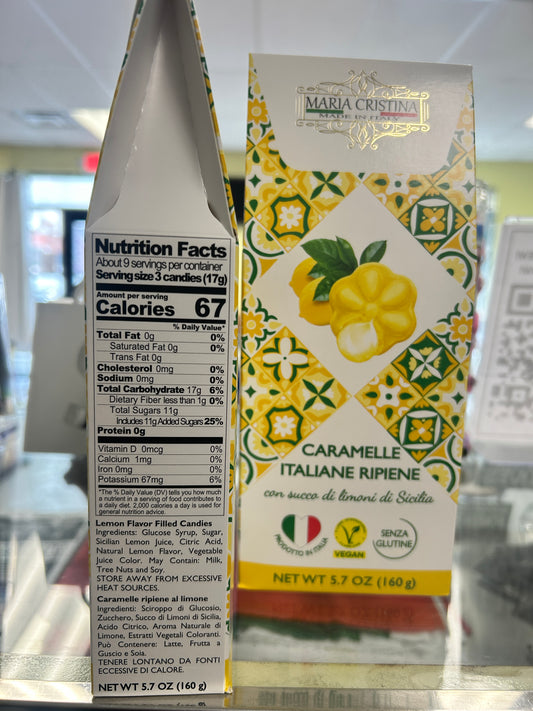 Nutrition Facts
About 9 servings per container
Serving size 3 candies (17g)
Amount per serving
Calories 67
% Daily Value*
Total Fat 0g 0%
Saturated Fat 0g 0%
Trans Fat 0g
Cholesterol 0mg 0%
Sodium 0mg 0%
Total Carbohydrate 17g 6%
Dietary Fiber less than 1g 0%
Total Sugars 11g
Includes 11g Added Sugars 25%
Protein 0g
Vitamin D 0mcg 0%
Calcium 1mg 0%
Iron 0mg 0%
Potassium 67mg 6%
*The % Daily Value (DV) tells you how much
a nutrient in a serving of food contributes to
a daily diet. 2,000 calories a day is used for
general nutrition advice.
Lemon Flavor Filled Candies
Ingredients: Glucose Syrup, Sugar,
Sicilian Lemon Juice, Citric Acid,
Natural Lemon Flavor, Vegetable
Juice Color. May Contain: Milk,
Tree Nuts and Soy.
STORE AWAY FROM EXCESSIVE
HEAT SOURCES.
Caramelle ripiene al limone
Ingredienti: Sciroppo di Glucosio,
Zucchero, Succo di Limoni di Sicilia,
Acido Citrico, Aroma Naturale di
Limone, Estratti Vegetali Coloranti.
Può Contenere: Latte, Frutta a
Guscio e Soia.
TENERE LONTANO DA FONTI
ECCESSIVE DI CALORE.
NET WT 5.7 OZ (160 g)
MARIA CRISTINA
MADE IN ITALY
CARAMELLE
ITALIANE RIPIENE
con succo di limoni di Sicilia
PRODOTTO IN ITALIA
VEGAN
SENZA
GLUTINE
NET WT 5.7 OZ (160 g)